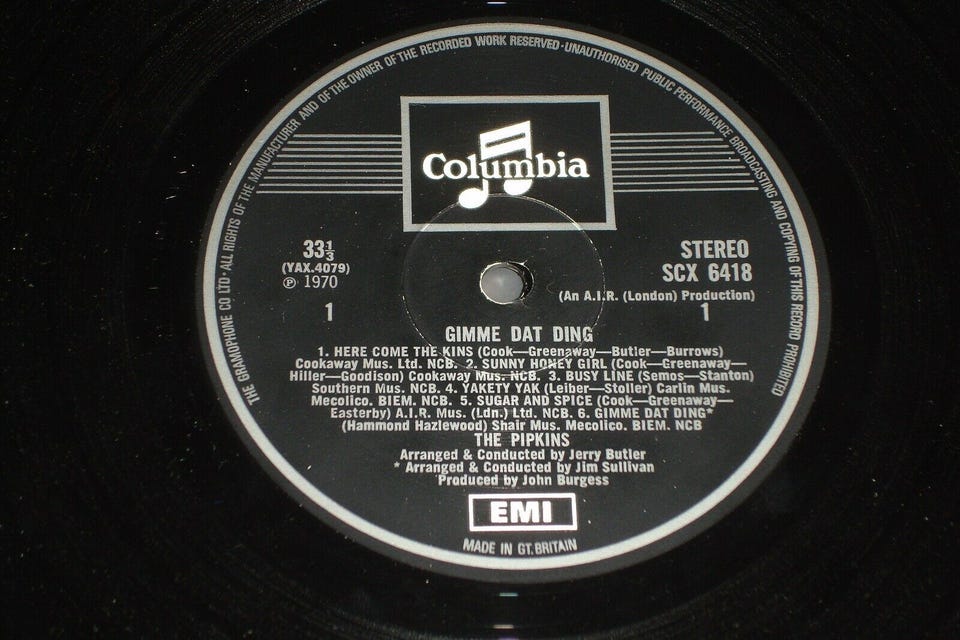 THE GRAMOPHONE CO LTD · ALL RIGHTS OF THE MANUFACTURER AND OF THE OWNER OF THE RECORDED WORK RESERVED · UNAUTHORISED PUBLIC PERFORMANCE BROADCASTING AND COPYING OF THIS RECORD PROHIBITED
Columbia
33⅓
(YAX.4079)
℗ 1970
1
STEREO
SCX 6418
(An A.I.R. (London) Production)
1
GIMME DAT DING
1. HERE COME THE KINS (Cook—Greenaway—Butler—Burrows)
Cookaway Mus. Ltd. NCB. 2. SUNNY HONEY GIRL (Cook—Greenaway—
Hiller—Goodison) Cookaway Mus. NCB. 3. BUSY LINE (Semos—Stanton)
Southern Mus. NCB. 4. YAKETY YAK (Leiber—Stoller) Carlin Mus.
Mecolico. BIEM. NCB. 5. SUGAR AND SPICE (Cook—Greenaway—
Easterby) A.I.R. Mus. (Ldn.) Ltd. NCB. 6. GIMME DAT DING*
(Hammond Hazlewood) Shair Mus. Mecolico. BIEM. NCB
THE PIPKINS
Arranged & Conducted by Jerry Butler
* Arranged & Conducted by Jim Sullivan
Produced by John Burgess
EMI
MADE IN GT. BRITAIN